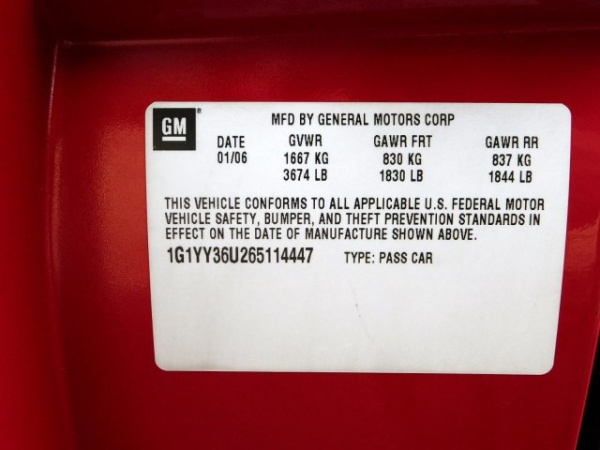 GM® MFD BY GENERAL MOTORS CORP
DATE GVWR GAWR FRT GAWR RR
01/06 1667 KG 830 KG 837 KG
3674 LB 1830 LB 1844 LB
THIS VEHICLE CONFORMS TO ALL APPLICABLE U.S. FEDERAL MOTOR
VEHICLE SAFETY, BUMPER, AND THEFT PREVENTION STANDARDS IN
EFFECT ON THE DATE OF MANUFACTURE SHOWN ABOVE.
1G1YY36U265114447 TYPE: PASS CAR